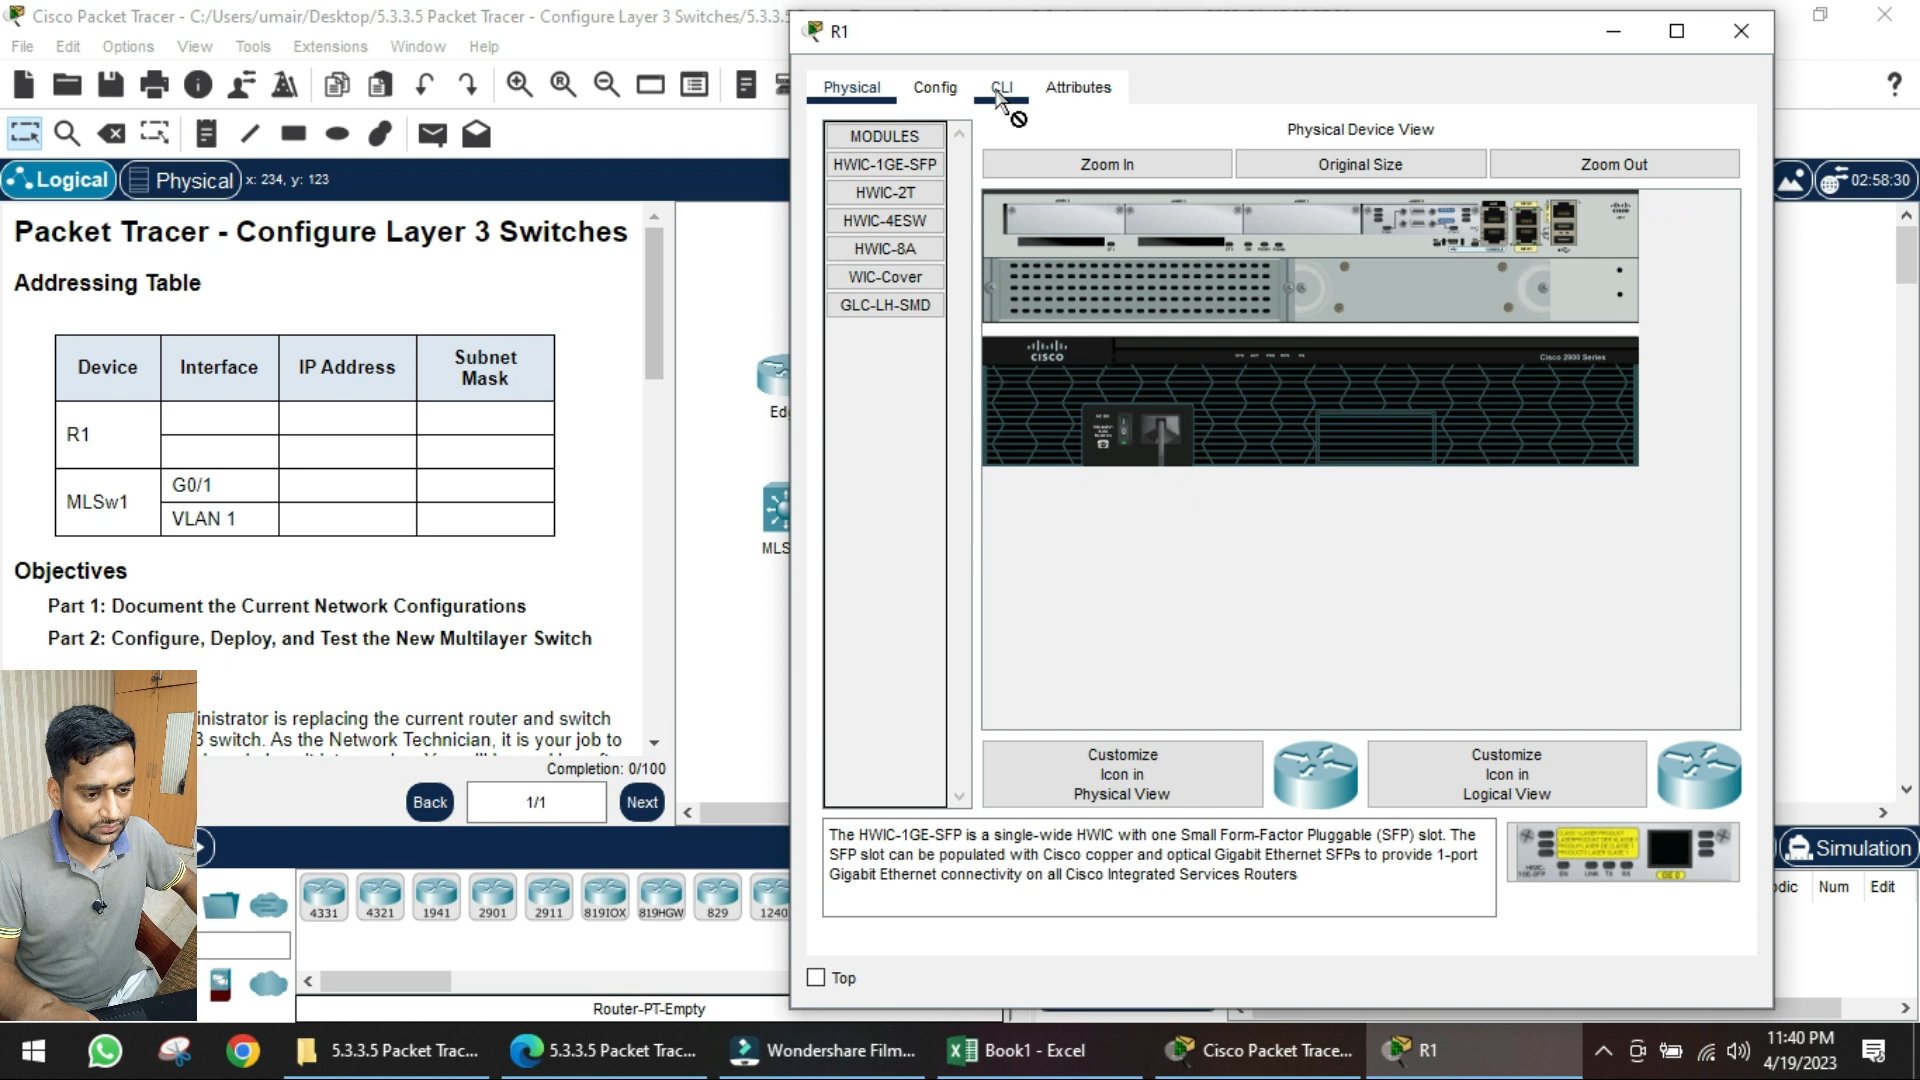 Cisco Packet Tracer - C:/Users/umair/Desktop/5.3.3.5 Packet Tracer - Configure Layer 3 Switches/5.3.
File Edit Options View Tools Extensions Window Help
Logical
Physical
x: 234, y: 123
Packet Tracer - Configure Layer 3 Switches
Addressing Table
Device Interface IP Address Subnet Mask
R1
MLSw1 G0/1
VLAN 1
Objectives
Part 1: Document the Current Network Configurations
Part 2: Configure, Deploy, and Test the New Multilayer Switch
inistrator is replacing the current router and switch
3 switch. As the Network Technician, it is your job to
Completion: 0/100
Back 1/1 Next
Ed
MLS
4331 4321 1941 2901 2911 819IOX 819HGW 829 1240
Router-PT-Empty
R1
Physical Config CLI Attributes
MODULES
HWIC-1GE-SFP
HWIC-2T
HWIC-4ESW
HWIC-8A
WIC-Cover
GLC-LH-SMD
Physical Device View
Zoom In Original Size Zoom Out
CISCO
Cisco 2900 Series
Customize
Icon in
Physical View
Customize
Icon in
Logical View
The HWIC-1GE-SFP is a single-wide HWIC with one Small Form-Factor Pluggable (SFP) slot. The
SFP slot can be populated with Cisco copper and optical Gigabit Ethernet SFPs to provide 1-port
Gigabit Ethernet connectivity on all Cisco Integrated Services Routers
Top
?
02:58:30
Simulation
odic Num Edit
5.3.3.5 Packet Trac...
5.3.3.5 Packet Trac...
Wondershare Film...
Book1 - Excel
Cisco Packet Trace...
R1
11:40 PM
4/19/2023